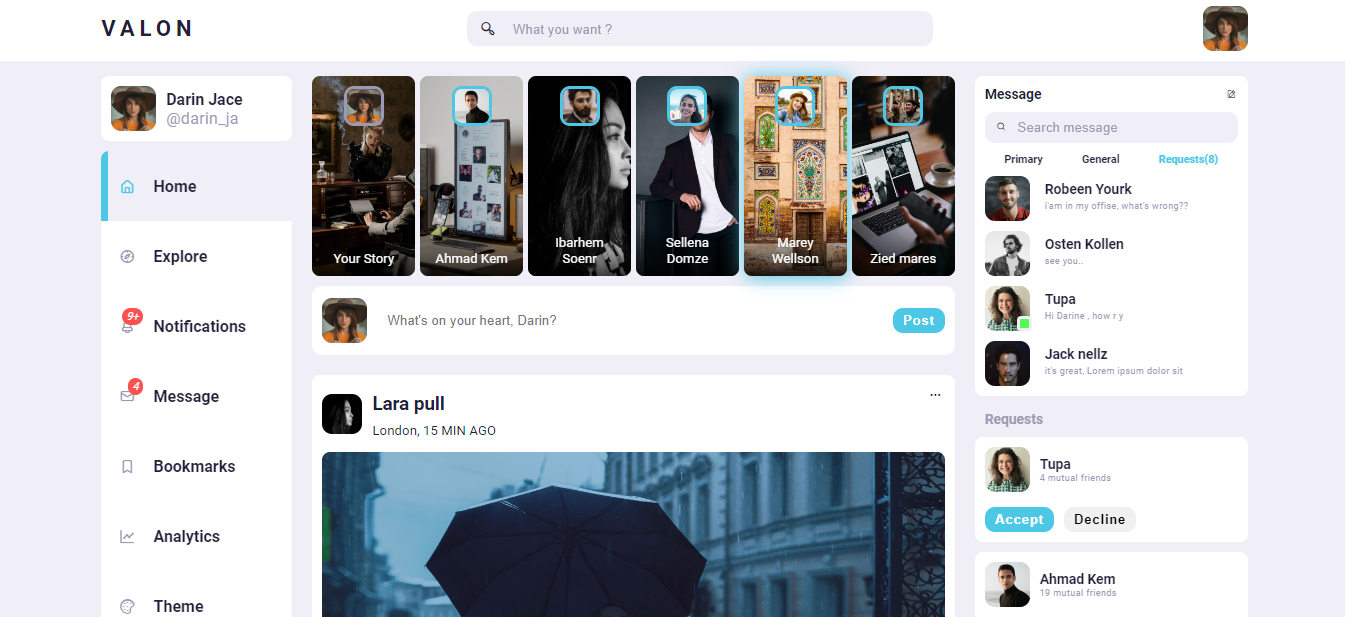 VALON
What you want ?
Darin Jace
@darin_ja
Home
Explore
9+
Notifications
4
Message
Bookmarks
Analytics
Theme
Your Story
Ahmad Kem
Ibarhem
Soenr
Sellena
Domze
Marey
Wellson
Zied mares
What's on your heart, Darin?
Post
Lara pull
...
London, 15 MIN AGO
Message
Search message
Primary
General
Requests(8)
Robeen Yourk
i'am in my offise, what's wrong??
Osten Kollen
see you..
Tupa
Hi Darine , how r y
Jack nellz
it's great, Lorem ipsum dolor sit
Requests
Tupa
4 mutual friends
Accept
Decline
Ahmad Kem
19 mutual friends